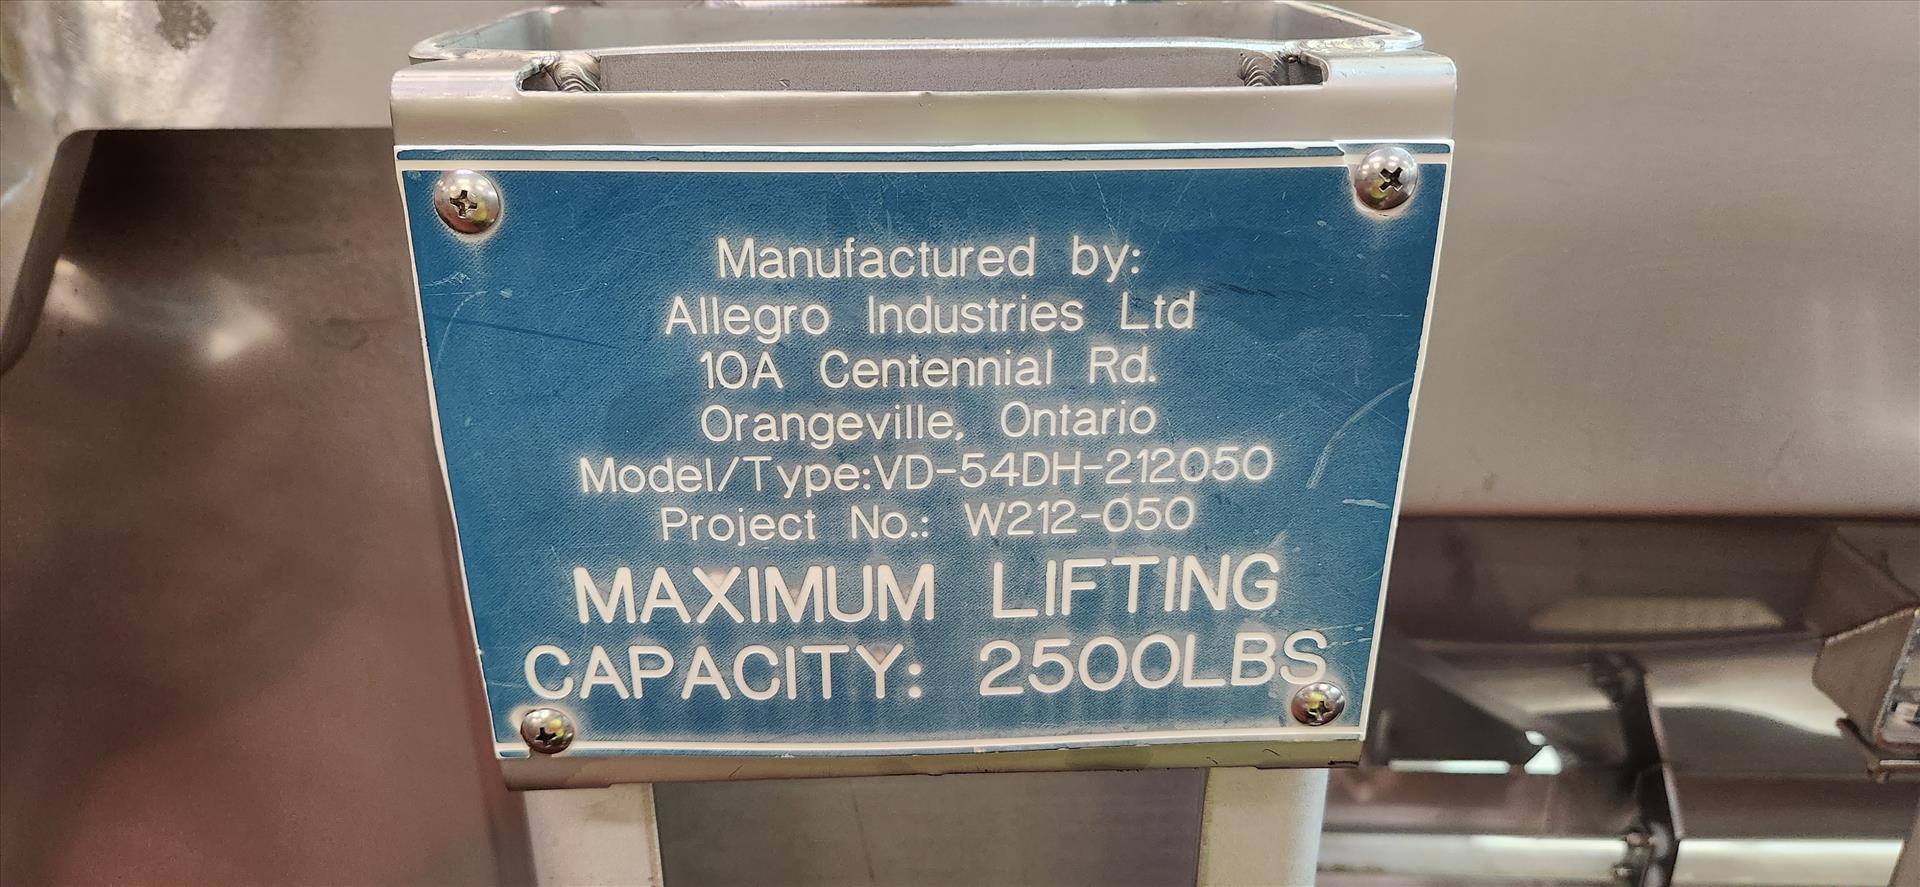 Manufactured by:
Allegro Industries Ltd
10A Centennial Rd.
Orangeville, Ontario
Model/Type:VD-54DH-212050
Project No.: W212-050
MAXIMUM LIFTING
CAPACITY: 2500LBS